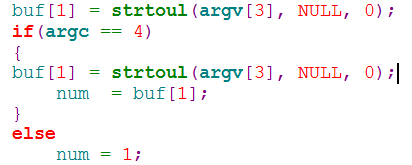 buf[1] = strtoul(argv[3], NULL, 0);
if(argc == 4)
{
buf[1] = strtoul(argv[3], NULL, 0);
    num  = buf[1];
}
else
    num = 1;